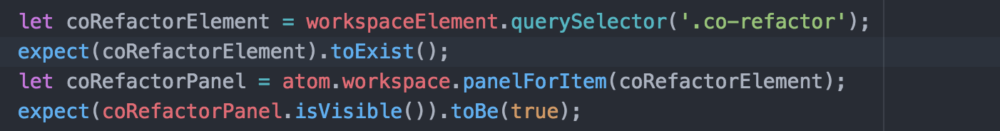 let coRefactorElement = workspaceElement.querySelector('.co-refactor');
expect(coRefactorElement).toExist();
let coRefactorPanel = atom.workspace.panelForItem(coRefactorElement);
expect(coRefactorPanel.isVisible()).toBe(true);